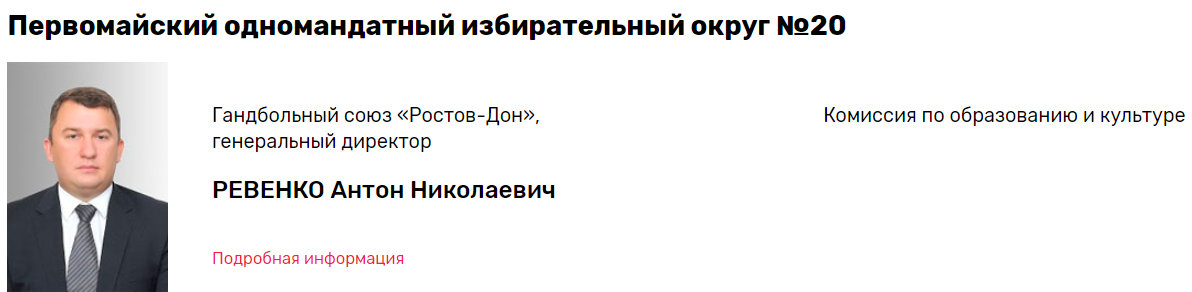 Первомайский одномандатный избирательный округ №20
Гандбольный союз «Ростов-Дон»,
генеральный директор
Комиссия по образованию и культуре
РЕВЕНКО Антон Николаевич
Подробная информация